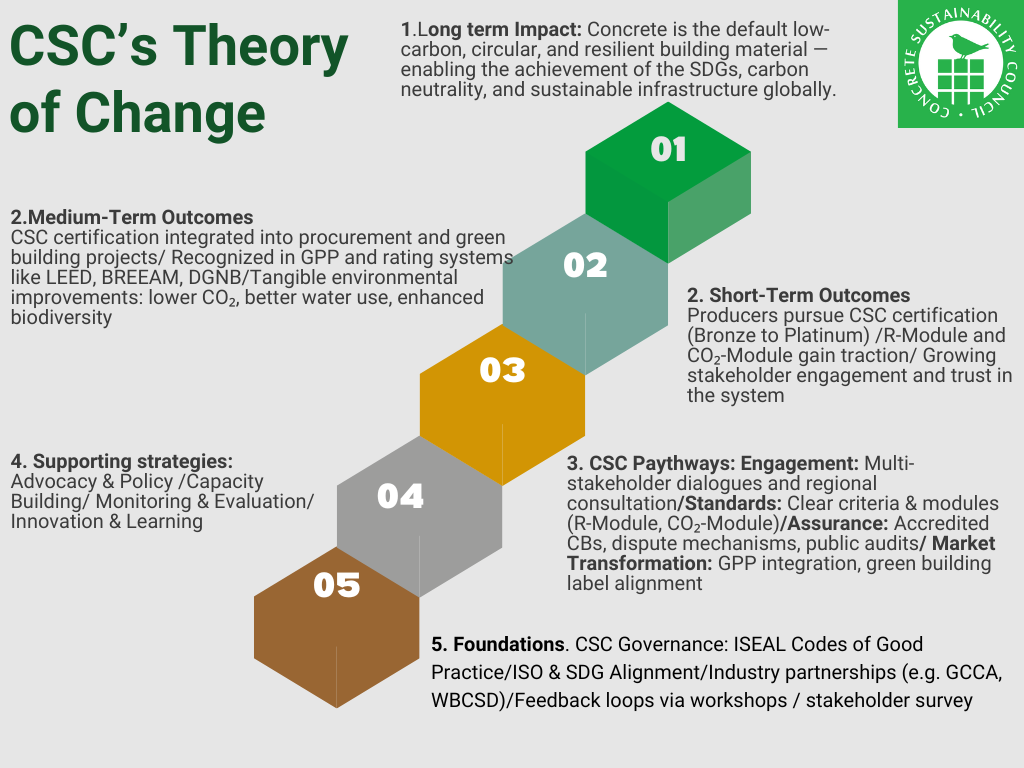 CSC’s Theory
of Change
1.Long term Impact: Concrete is the default low-
carbon, circular, and resilient building material —
enabling the achievement of the SDGs, carbon
neutrality, and sustainable infrastructure globally.
CONCRETE SUSTAINABILITY COUNCIL
01
2.Medium-Term Outcomes
CSC certification integrated into procurement and green
building projects/ Recognized in GPP and rating systems
like LEED, BREEAM, DGNB/Tangible environmental
improvements: lower CO₂, better water use, enhanced
biodiversity
02
2. Short-Term Outcomes
Producers pursue CSC certification
(Bronze to Platinum) /R-Module and
CO₂-Module gain traction/ Growing
stakeholder engagement and trust in
the system
03
4. Supporting strategies:
Advocacy & Policy /Capacity
Building/ Monitoring & Evaluation/
Innovation & Learning
3. CSC Paythways: Engagement: Multi-
stakeholder dialogues and regional
consultation/Standards: Clear criteria & modules
(R-Module, CO₂-Module)/Assurance: Accredited
CBs, dispute mechanisms, public audits/ Market
Transformation: GPP integration, green building
label alignment
04
05
5. Foundations. CSC Governance: ISEAL Codes of Good
Practice/ISO & SDG Alignment/Industry partnerships (e.g. GCCA,
WBCSD)/Feedback loops via workshops / stakeholder survey